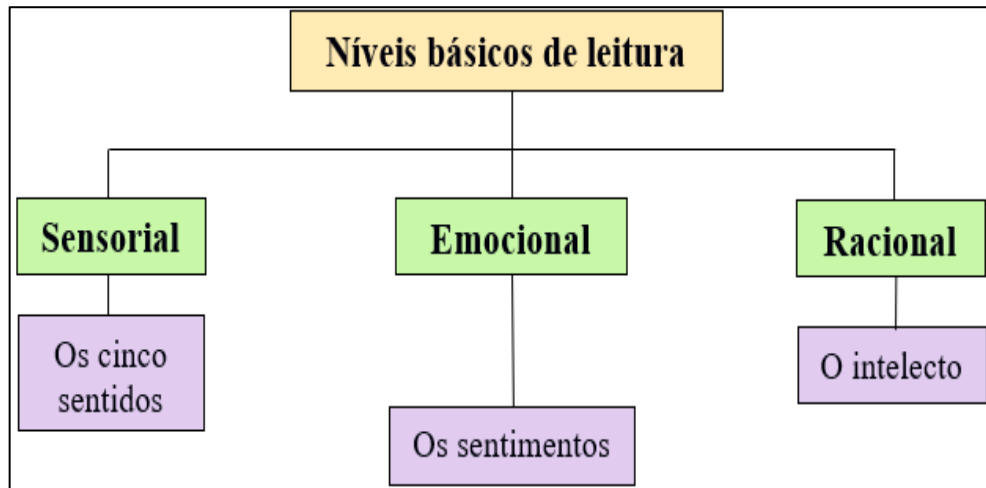 Níveis básicos de leitura
Sensorial
Emocional
Racional
Os cinco
sentidos
O intelecto
Os sentimentos